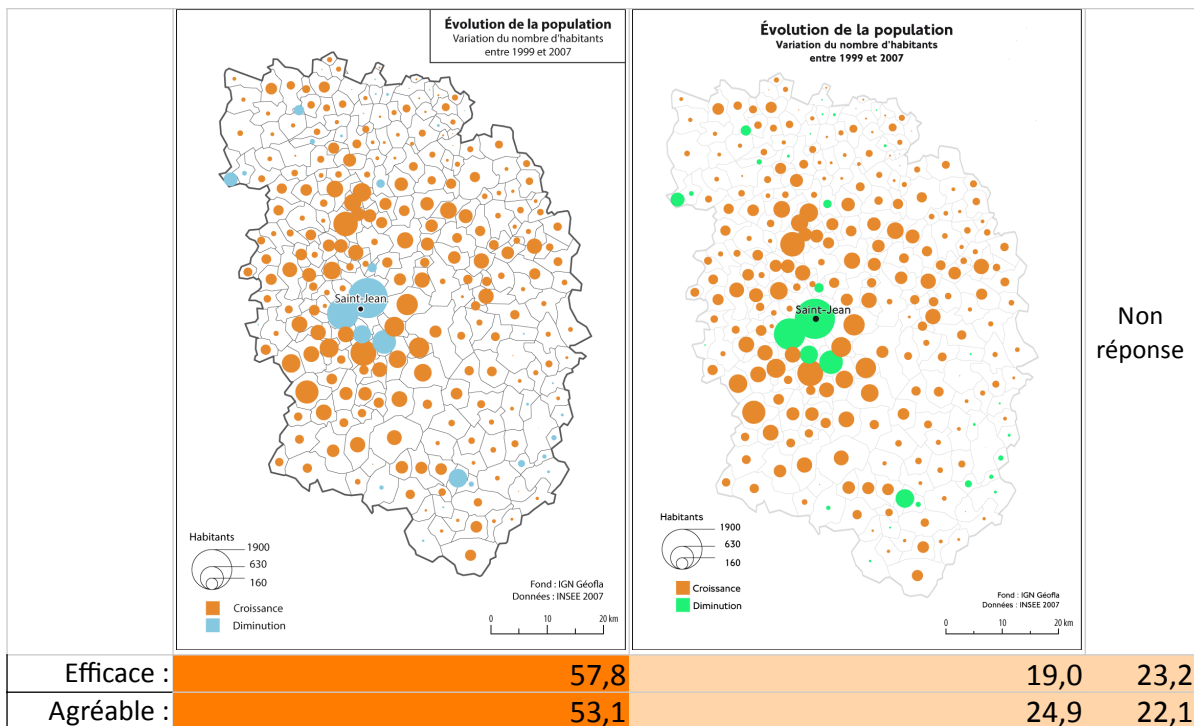 Évolution de la population
Variation du nombre d'habitants
entre 1999 et 2007
Saint-Jean
Habitants
1900
630
160
Croissance
Diminution
Fond : IGN Géofla
Données : INSEE 2007
0 10 20 km
Évolution de la population
Variation du nombre d'habitants
entre 1999 et 2007
Saint-Jean
Habitants
1900
630
160
Croissance
Diminution
Fond : IGN Géofla
Données : INSEE 2007
0 10 20 km
Non
réponse
Efficace : 57,8 19,0 23,2
Agréable : 53,1 24,9 22,1